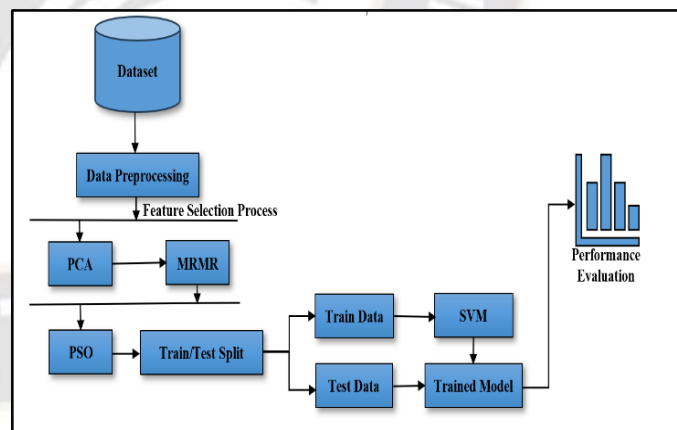 Dataset
Data Preprocessing
Feature Selection Process
PCA
MRMR
PSO
Train/Test Split
Train Data
SVM
Test Data
Trained Model
Performance
Evaluation